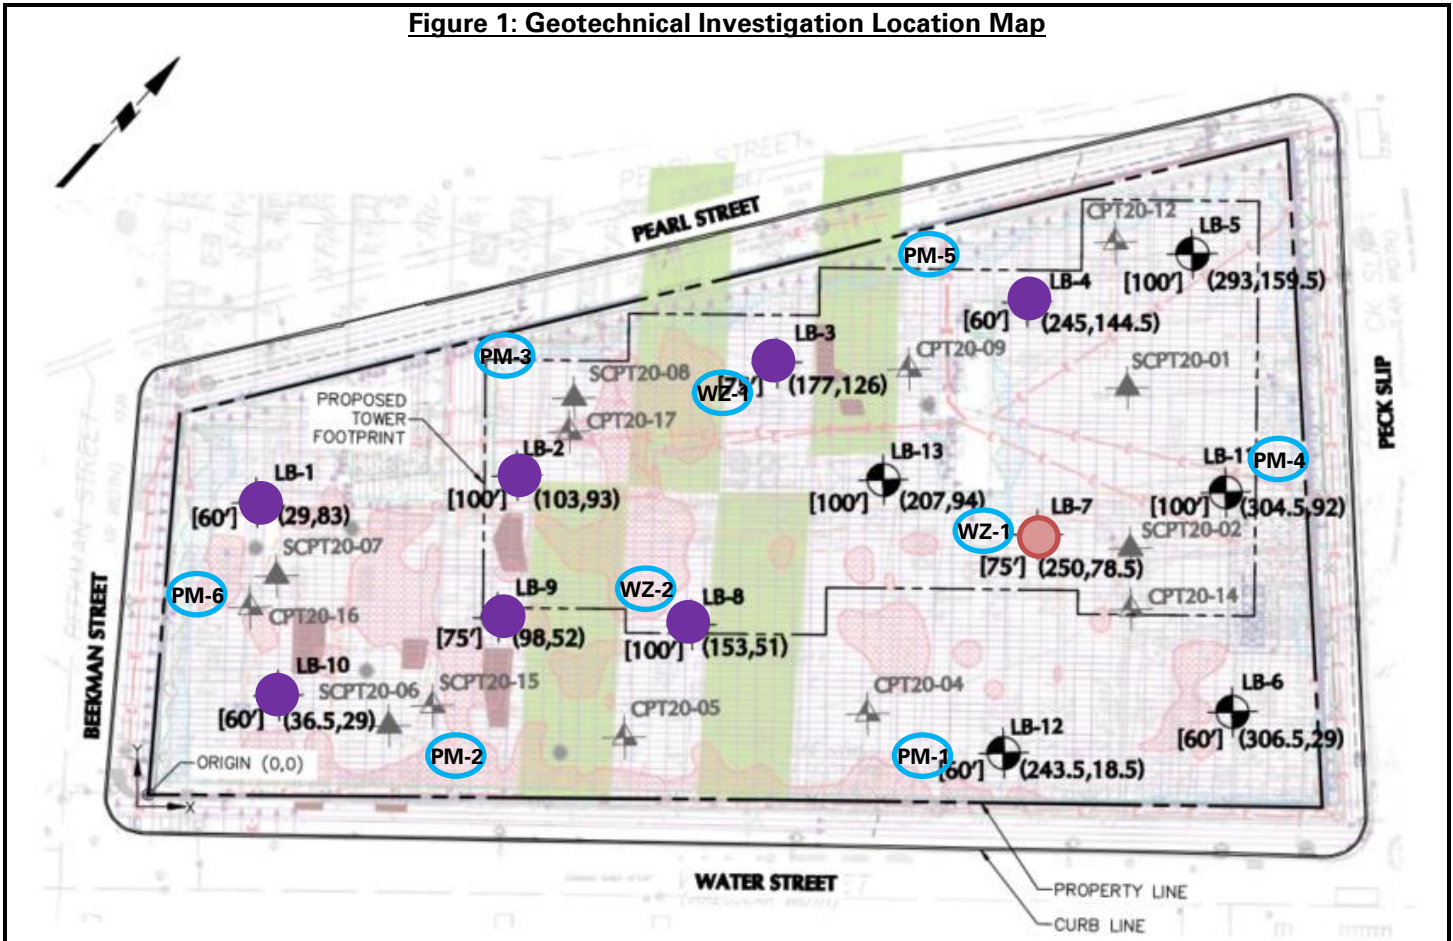 Figure 1: Geotechnical Investigation Location Map
PEARL STREET
PEARL STREET
CPT20-12
LB-5
PM-5
[100']
(293,159.5)
LB-4
[60']
(245,144.5)
LB-3
PM-3
SCPT20-08
CPT20-09
SCPT20-01
WZ-1
(177,126)
PROPOSED
TOWER
FOOTPRINT
CPT20-17
PECK SLIP
LB-2
LB-13
PM-4
LB-1
[100']
(103,93)
[100']
(207,94)
[100']
(304.5,92)
[60']
(29,83)
LB-7
WZ-1
SCPT20-02
SCPT20-07
[75']
(250,78.5)
PM-6
WZ-2
LB-9
LB-8
CPT20-14
CPT20-16
[75']
(98,52)
[100']
(153,51)
BEEKMAN STREET
LB-10
SCPT20-06
SCPT20-15
CPT20-04
LB-6
[60']
(36.5,29)
CPT20-05
LB-12
[60']
(306.5,29)
PM-2
PM-1
[60']
(243.5,18.5)
ORIGIN (0,0)
Y
X
WATER STREET
PROPERTY LINE
CURB LINE